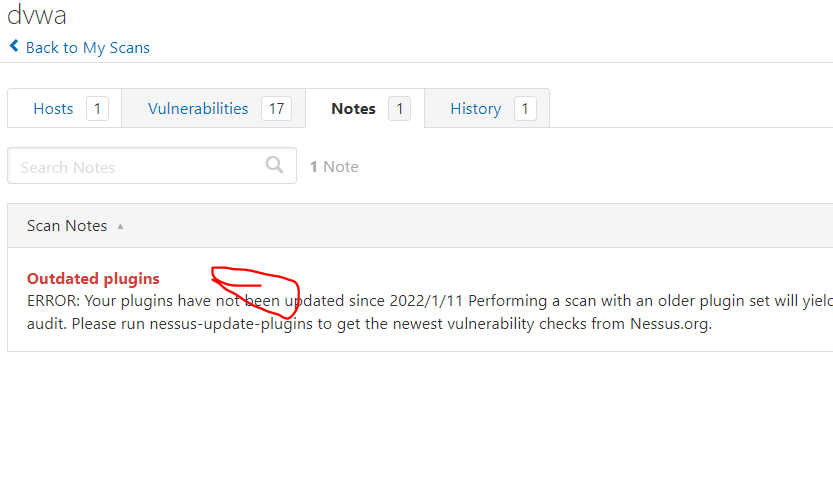 dvwa
Back to My Scans
Hosts 1 Vulnerabilities 17 Notes 1 History 1
Search Notes 1 Note
Scan Notes
Outdated plugins
ERROR: Your plugins have not been updated since 2022/1/11 Performing a scan with an older plugin set will
audit. Please run nessus-update-plugins to get the newest vulnerability checks from Nessus.org.